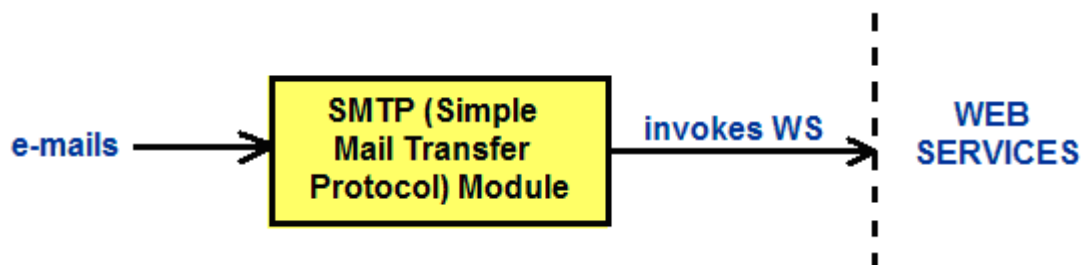 e-mails
SMTP (Simple
Mail Transfer
Protocol) Module
invokes WS
WEB
SERVICES